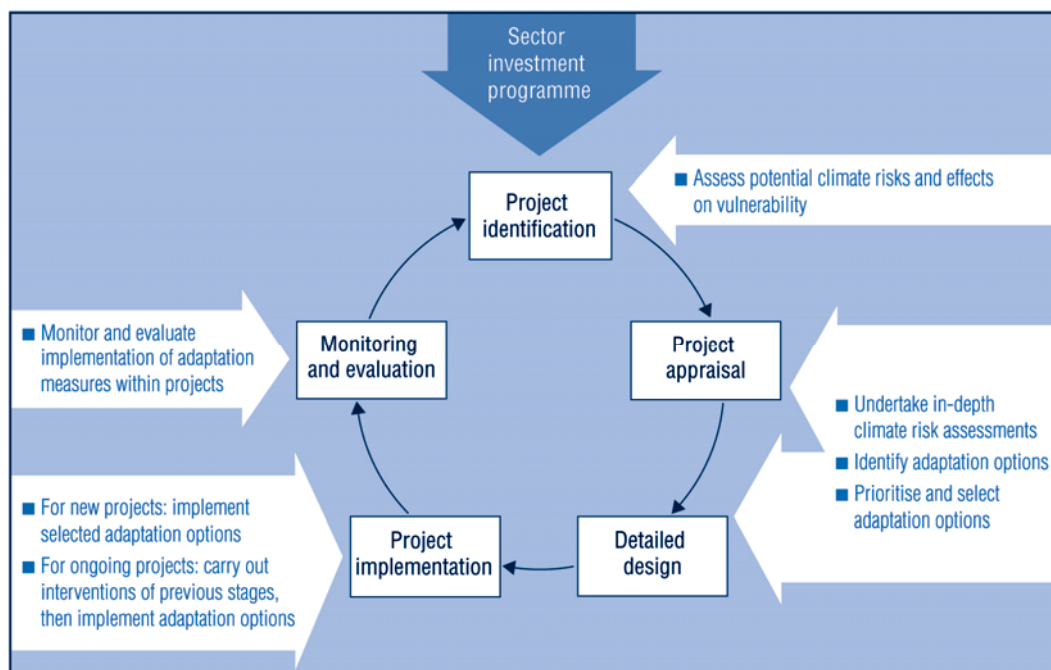 Sector
investment
programme
Project
identification
■ Assess potential climate risks and effects
on vulnerability
■ Monitor and evaluate
implementation of adaptation
measures within projects
Monitoring
and evaluation
Project
appraisal
■ Undertake in-depth
climate risk assessments
■ Identify adaptation options
■ Prioritise and select
adaptation options
■ For new projects: implement
selected adaptation options
■ For ongoing projects: carry out
interventions of previous stages,
then implement adaptation options
Project
implementation
Detailed
design